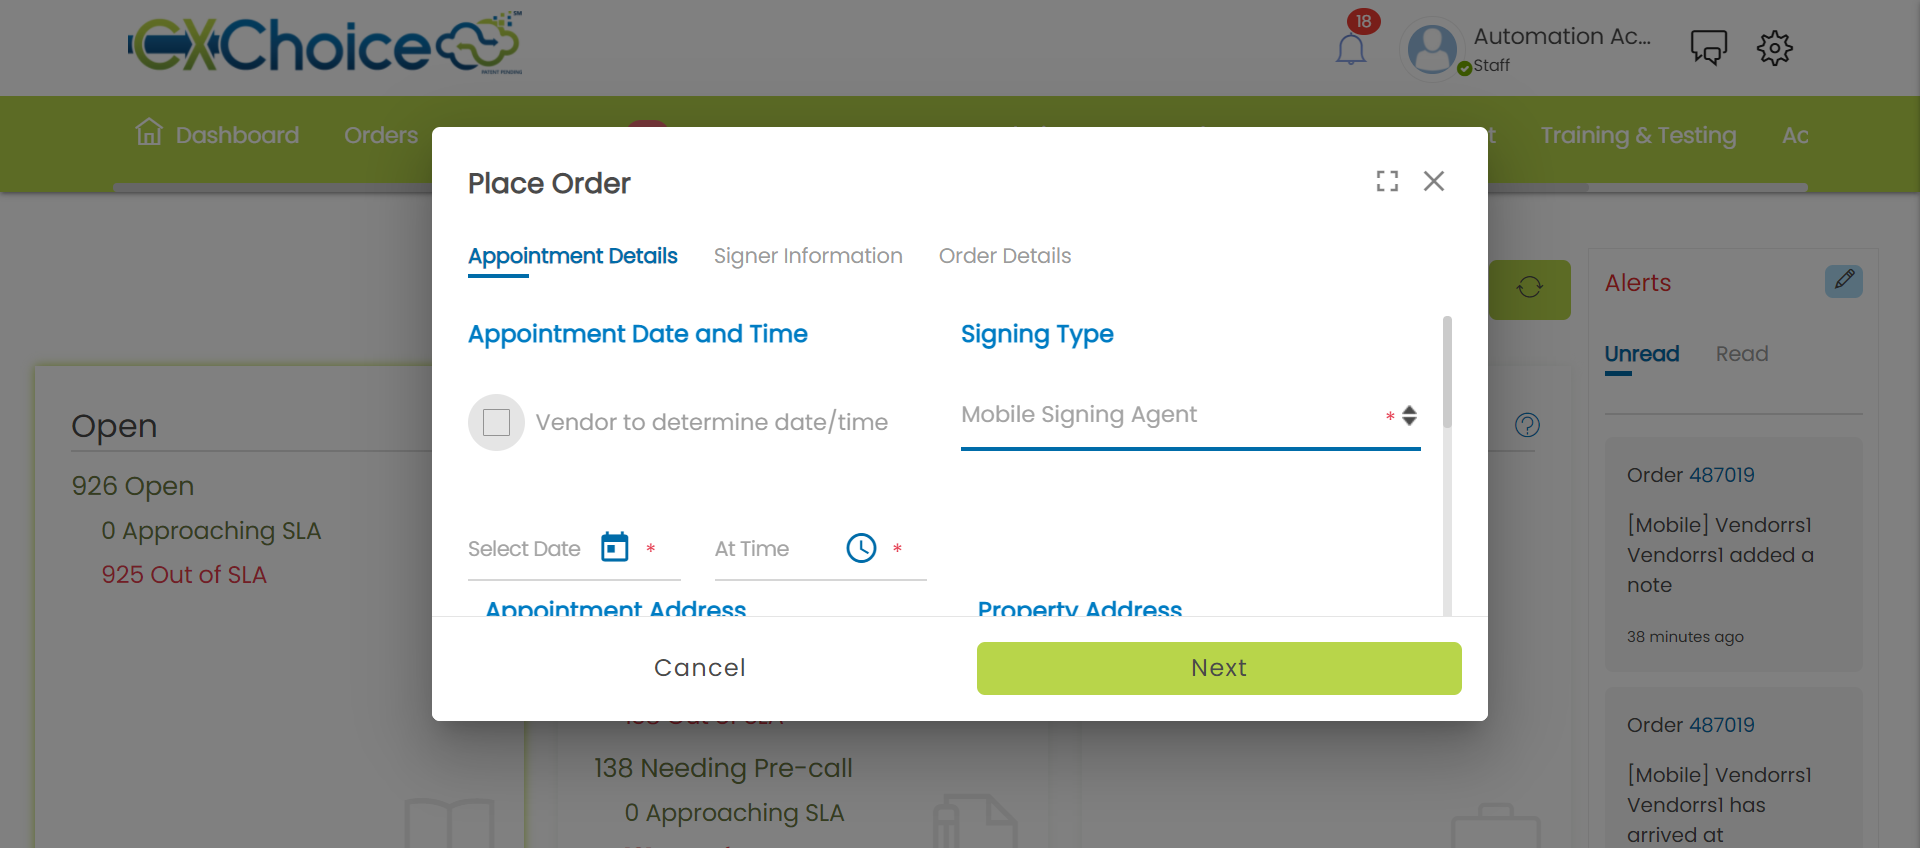 CXChoice
SM
PATENT PENDING
18
Automation Ac...
Staff
Dashboard
Orders
Training & Testing
Ac
Place Order
Appointment Details
Signer Information
Order Details
Appointment Date and Time
Signing Type
Vendor to determine date/time
Mobile Signing Agent *
Select Date *
At Time *
Appointment Address
Property Address
Cancel
Next
Open
926 Open
0 Approaching SLA
925 Out of SLA
138 Needing Pre-call
0 Approaching SLA
Alerts
Unread
Read
Order 487019
[Mobile] Vendorrs1
Vendorrs1 added a
note
38 minutes ago
Order 487019
[Mobile] Vendorrs1
Vendorrs1 has
arrived at